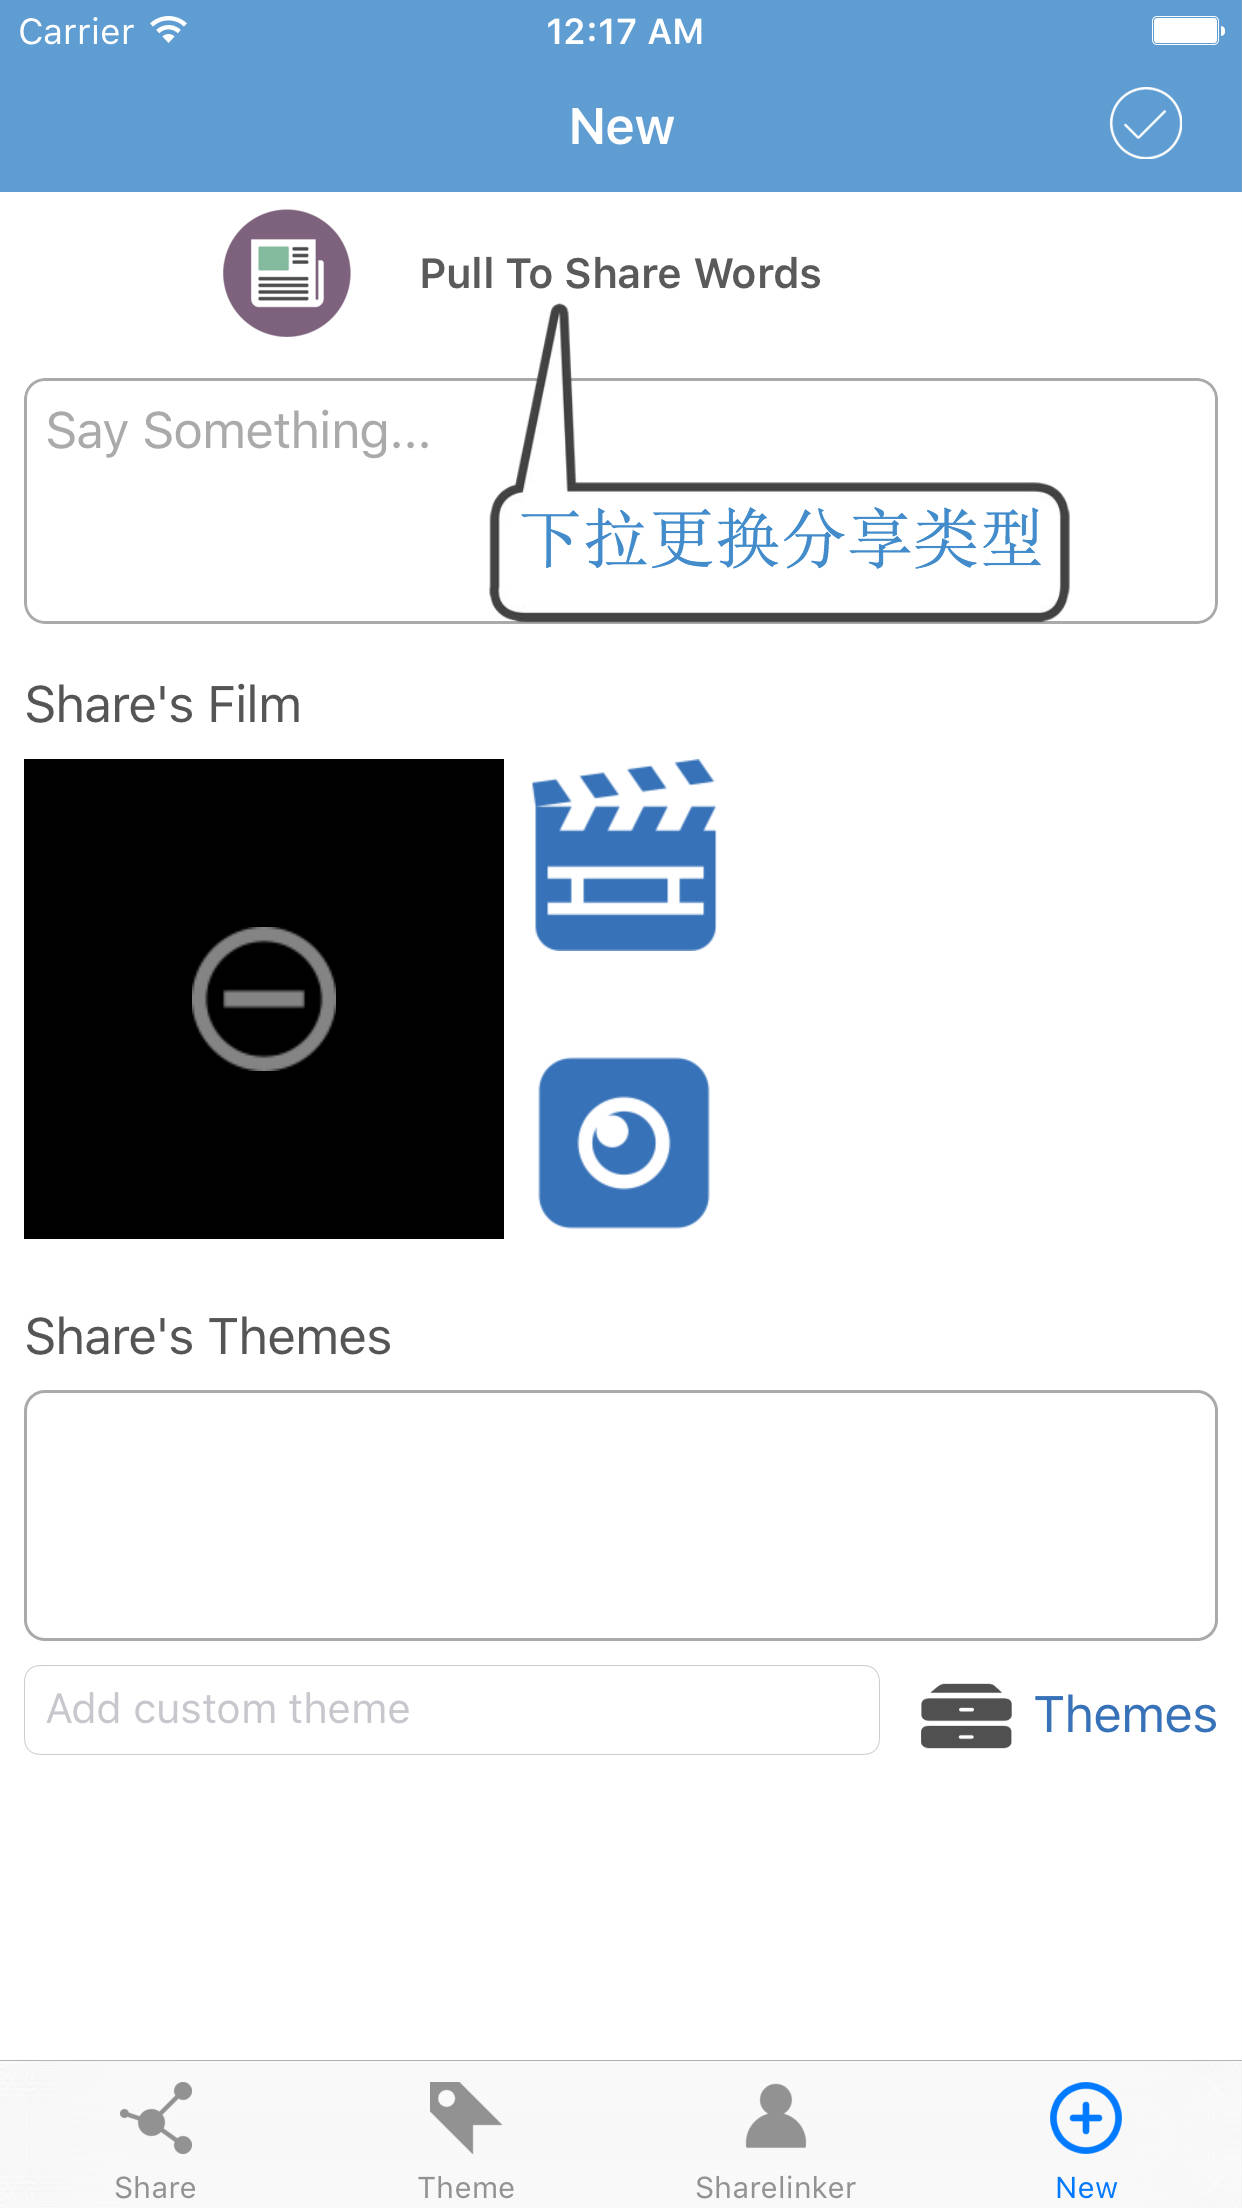 Carrier
12:17 AM
New
Pull To Share Words
Say Something...
下拉更换分享类型
Share's Film
Share's Themes
Add custom theme
Themes
Share
Theme
Sharelinker
New